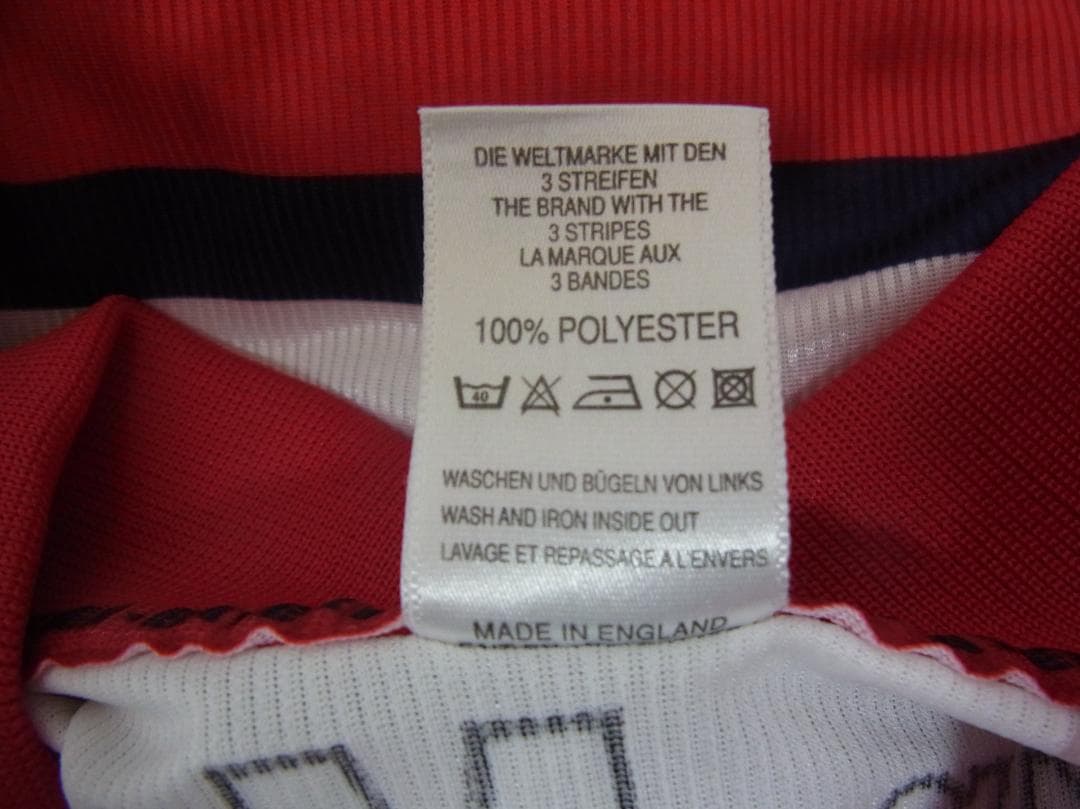 DIE WELTMARKE MIT DEN
3 STREIFEN
THE BRAND WITH THE
3 STRIPES
LA MARQUE AUX
3 BANDES
100% POLYESTER
40
WASCHEN UND BÜGELN VON LINKS
WASH AND IRON INSIDE OUT
LAVAGE ET REPASSAGE A L'ENVERS
MADE IN ENGLAND